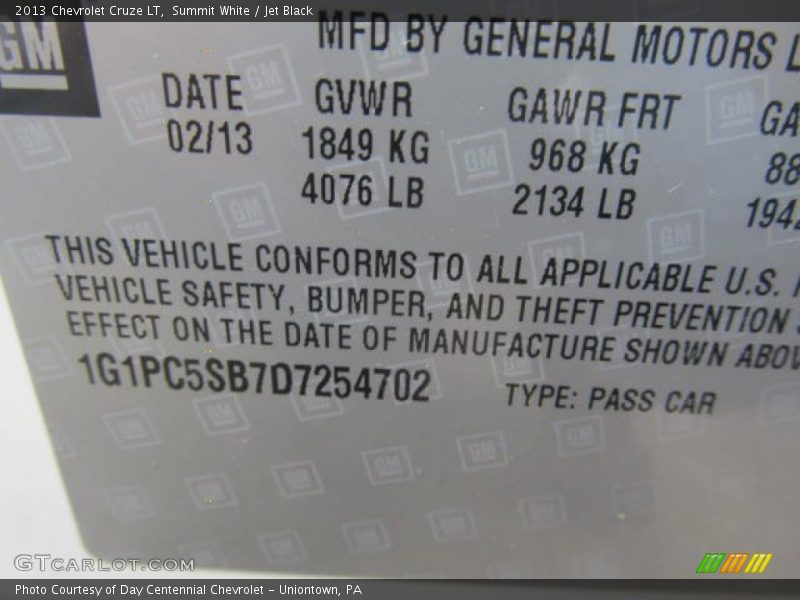 2013 Chevrolet Cruze LT, Summit White / Jet Black
GM
MFD BY GENERAL MOTORS
DATE GVWR GAWR FRT
02/13 1849 KG 968 KG
4076 LB 2134 LB
THIS VEHICLE CONFORMS TO ALL APPLICABLE U.S.
VEHICLE SAFETY, BUMPER, AND THEFT PREVENTION
EFFECT ON THE DATE OF MANUFACTURE SHOWN
1G1PC5SB7D7254702 TYPE: PASS CAR
GTCARLOT.COM
Photo Courtesy of Day Centennial Chevrolet - Uniontown, PA